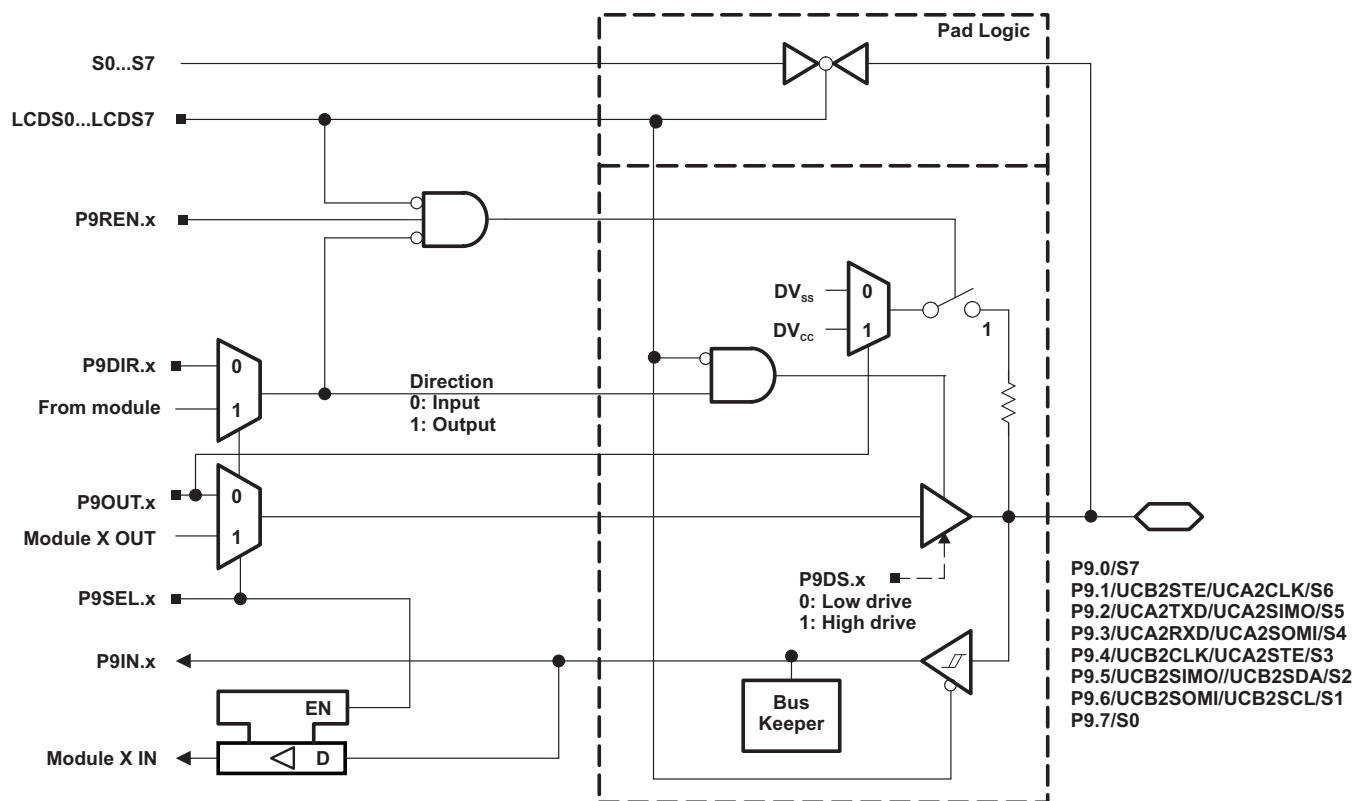 Pad Logic
S0...S7
LCDS0...LCDS7
P9REN.x
DVSS
0
DVCC
1
1
P9DIR.x
0
From module
1
Direction
0: Input
1: Output
P9OUT.x
0
Module X OUT
1
P9SEL.x
P9DS.x
0: Low drive
1: High drive
P9IN.x
EN
Bus
Keeper
Module X IN
D
P9.0/S7
P9.1/UCB2STE/UCA2CLK/S6
P9.2/UCA2TXD/UCA2SIMO/S5
P9.3/UCA2RXD/UCA2SOMI/S4
P9.4/UCB2CLK/UCA2STE/S3
P9.5/UCB2SIMO//UCB2SDA/S2
P9.6/UCB2SOMI/UCB2SCL/S1
P9.7/S0